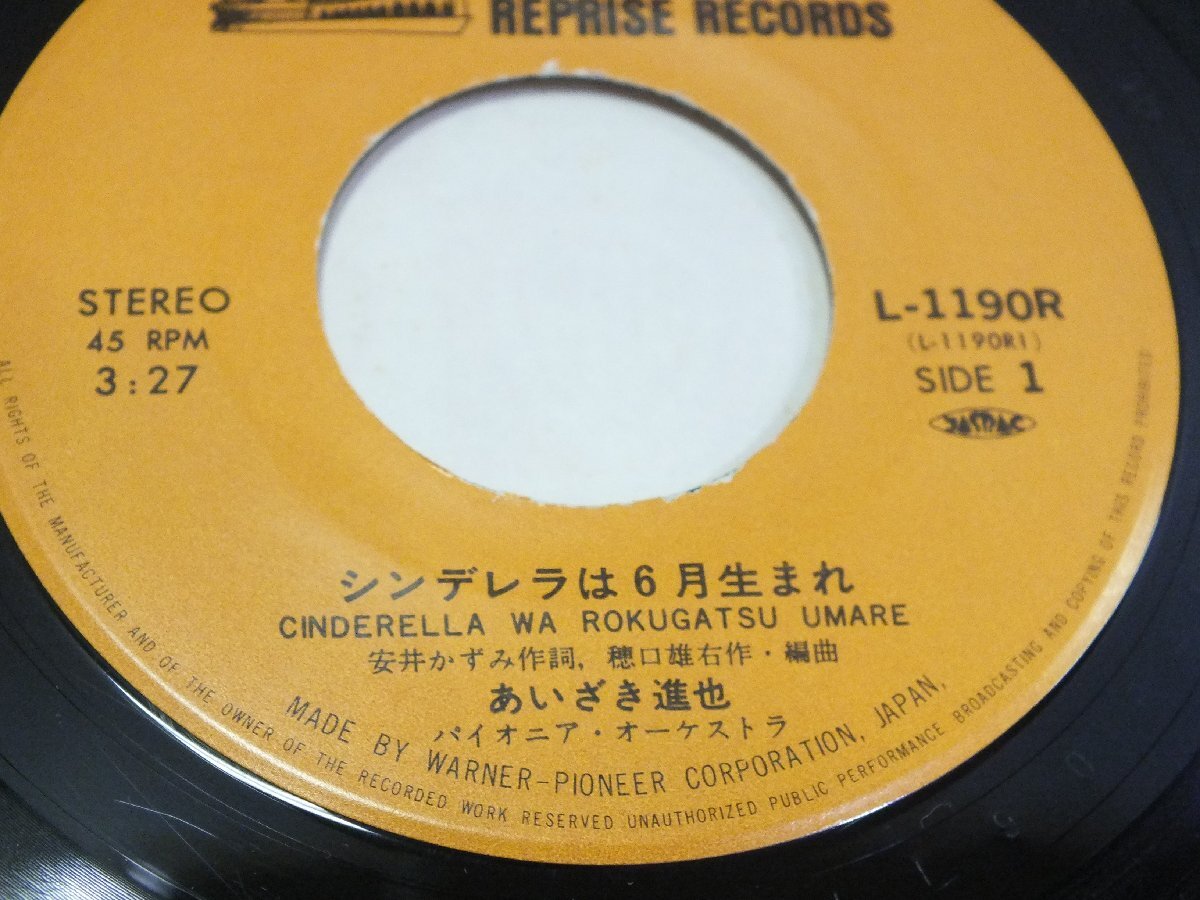 REPRISE RECORDS
STEREO
45 RPM
3:27
L-1190R
(L-1190R1)
SIDE 1
JASRAC
シンデレラは6月生まれ
CINDERELLA WA ROKUGATSU UMARE
安井かずみ作詞, 穂口雄右作・編曲
あいざき進也
パイオニア・オーケストラ
MADE BY WARNER-PIONEER CORPORATION, JAPAN.
ALL RIGHTS OF THE MANUFACTURER AND OF THE OWNER OF THE RECORDED WORK RESERVED UNAUTHORIZED PUBLIC PERFORMANCE BROADCASTING AND COPYING OF THIS RECORD PROHIBITED